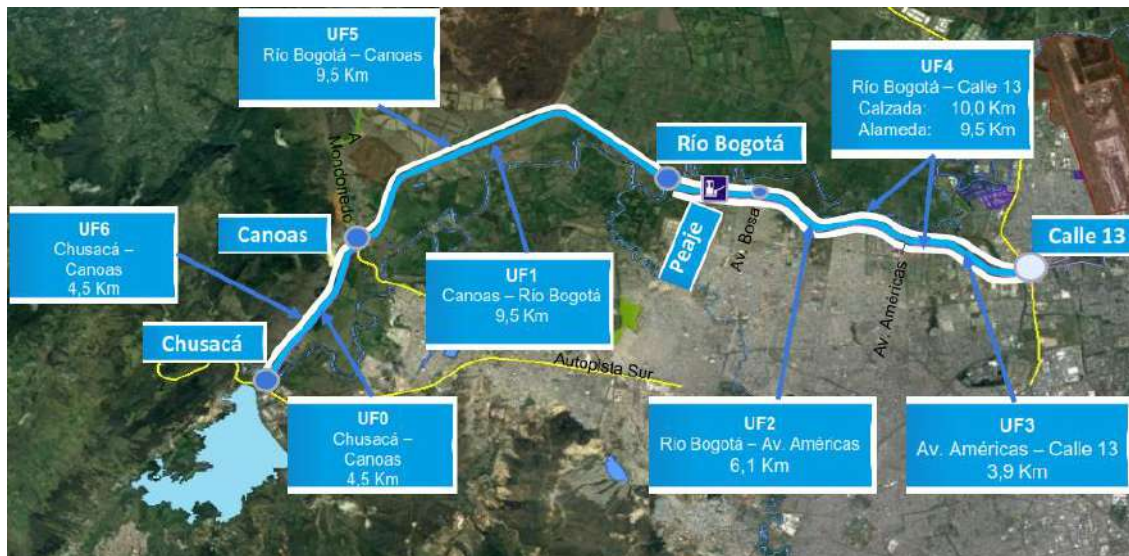 UF5
Río Bogotá – Canoas
9,5 Km
UF4
Río Bogotá – Calle 13
Calzada: 10,0 Km
Alameda: 9,5 Km
A Mondoñedo
Río Bogotá
UF6
Chusacá –
Canoas
4,5 Km
Canoas
Peaje
Av. Bosa
Av. Américas
Calle 13
UF1
Canoas – Río Bogotá
9,5 Km
Chusacá
Autopista Sur
UF0
Chusacá –
Canoas
4,5 Km
UF2
Río Bogotá – Av. Américas
6,1 Km
UF3
Av. Américas – Calle 13
3,9 Km